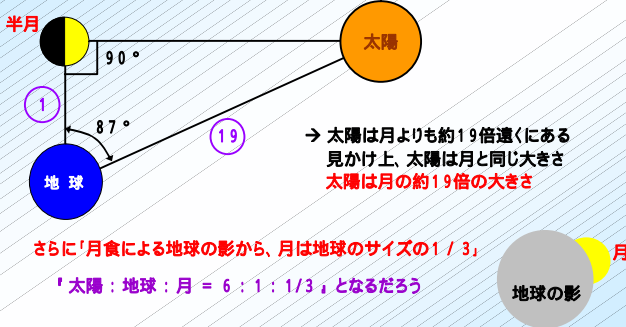 半月
太陽
90°
1
87°
19
地球
→ 太陽は月よりも約19倍遠くにある
見かけ上、太陽は月と同じ大きさ
太陽は月の約19倍の大きさ
さらに「月食による地球の影から、月は地球のサイズの1/3」
『太陽:地球:月 = 6:1:1/3』となるだろう
月
地球の影